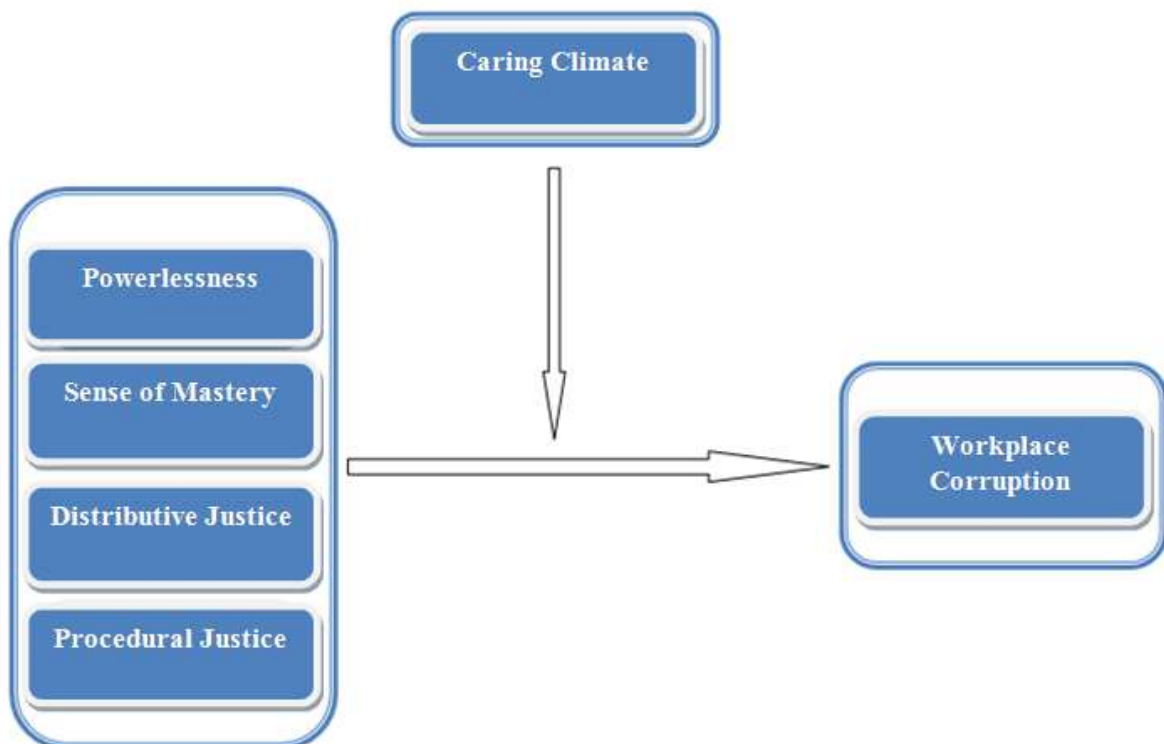 Caring Climate
Powerlessness
Sense of Mastery
Distributive Justice
Procedural Justice
Workplace
Corruption